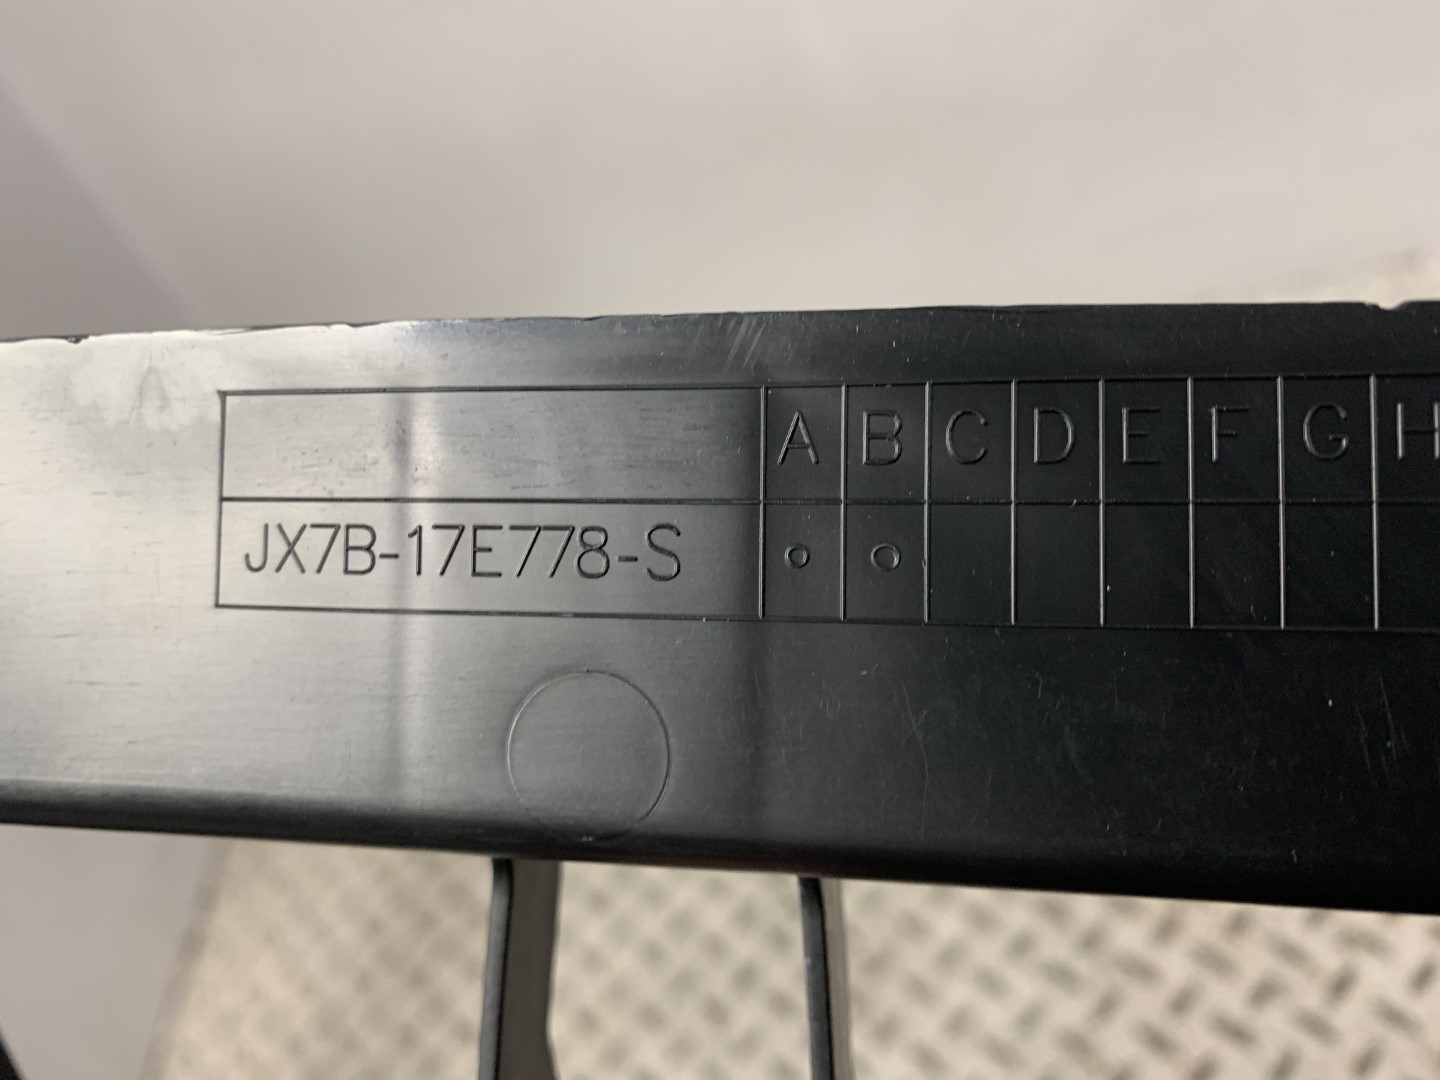 A B C D E F G H
JX7B-17E778-S